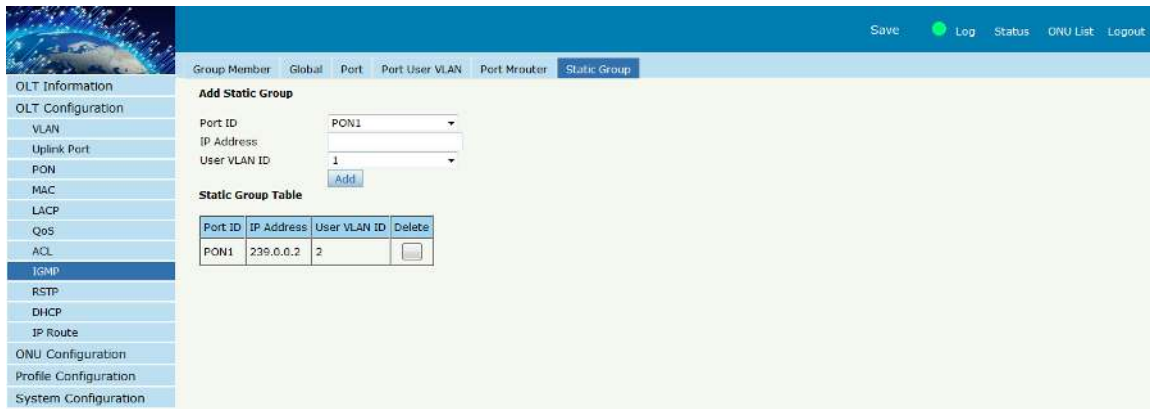 Save Log Status ONU List Logout
Group Member Global Port Port User VLAN Port Mrouter Static Group
OLT Information
OLT Configuration
VLAN
Uplink Port
PON
MAC
LACP
QoS
ACL
IGMP
RSTP
DHCP
IP Route
ONU Configuration
Profile Configuration
System Configuration
Add Static Group
Port ID PON1
IP Address
User VLAN ID 1
Add
Static Group Table
Port ID IP Address User VLAN ID Delete
PON1 239.0.0.2 2